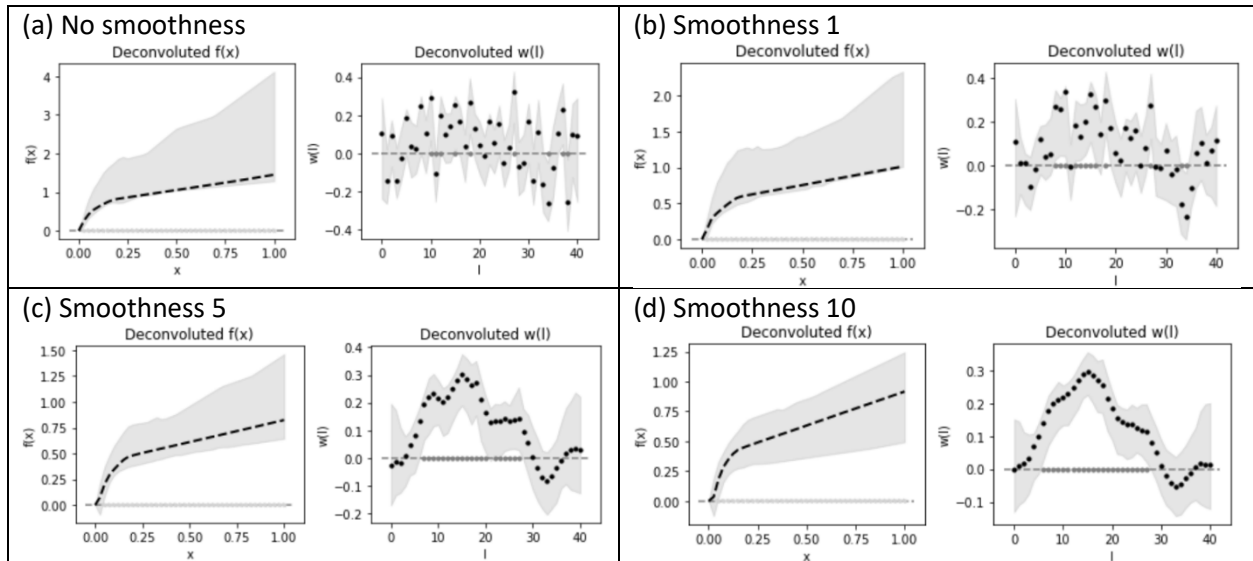 (a) No smoothness
Deconvoluted f(x)
f(x)
4
3
2
1
0
0.00 0.25 0.50 0.75 1.00
x
Deconvoluted w(l)
w(l)
0.4
0.2
0.0
−0.2
−0.4
0 10 20 30 40
l
(b) Smoothness 1
Deconvoluted f(x)
f(x)
2.0
1.5
1.0
0.5
0.0
0.00 0.25 0.50 0.75 1.00
x
Deconvoluted w(l)
w(l)
0.4
0.2
0.0
−0.2
0 10 20 30 40
l
(c) Smoothness 5
Deconvoluted f(x)
f(x)
1.50
1.25
1.00
0.75
0.50
0.25
0.00
0.00 0.25 0.50 0.75 1.00
x
Deconvoluted w(l)
w(l)
0.4
0.3
0.2
0.1
0.0
−0.1
−0.2
0 10 20 30 40
l
(d) Smoothness 10
Deconvoluted f(x)
f(x)
1.25
1.00
0.75
0.50
0.25
0.00
0.00 0.25 0.50 0.75 1.00
x
Deconvoluted w(l)
w(l)
0.3
0.2
0.1
0.0
−0.1
0 10 20 30 40
l